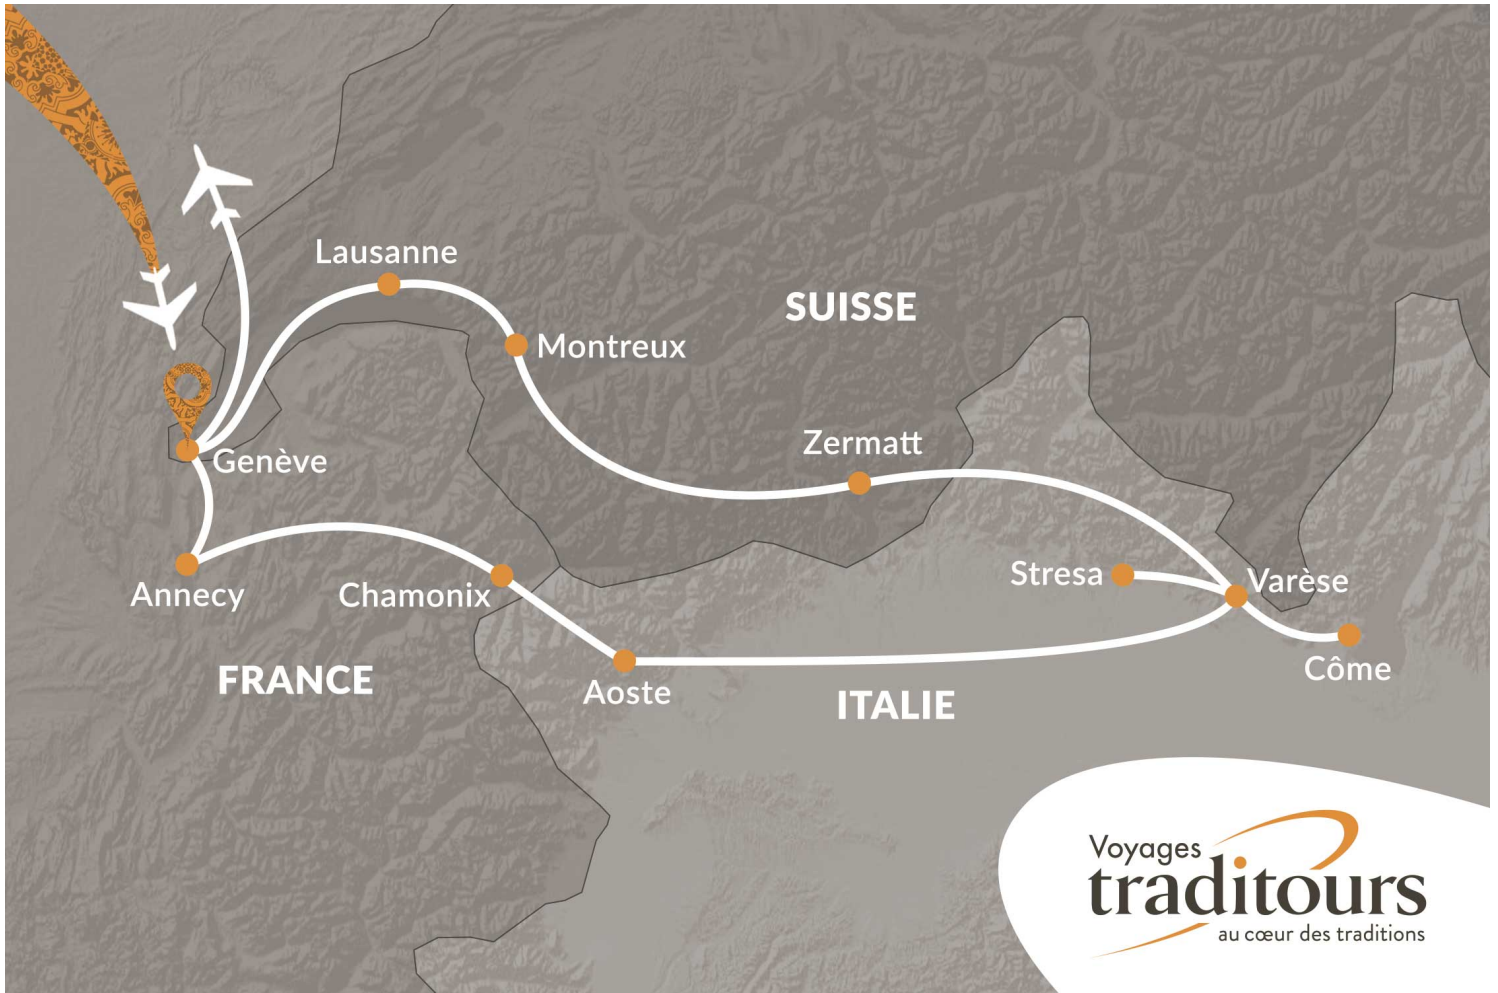 Lausanne
SUISSE
Montreux
Zermatt
Genève
Stresa
Varèse
Annecy
Chamonix
Côme
FRANCE
Aoste
ITALIE
Voyages
traditours
au cœur des traditions